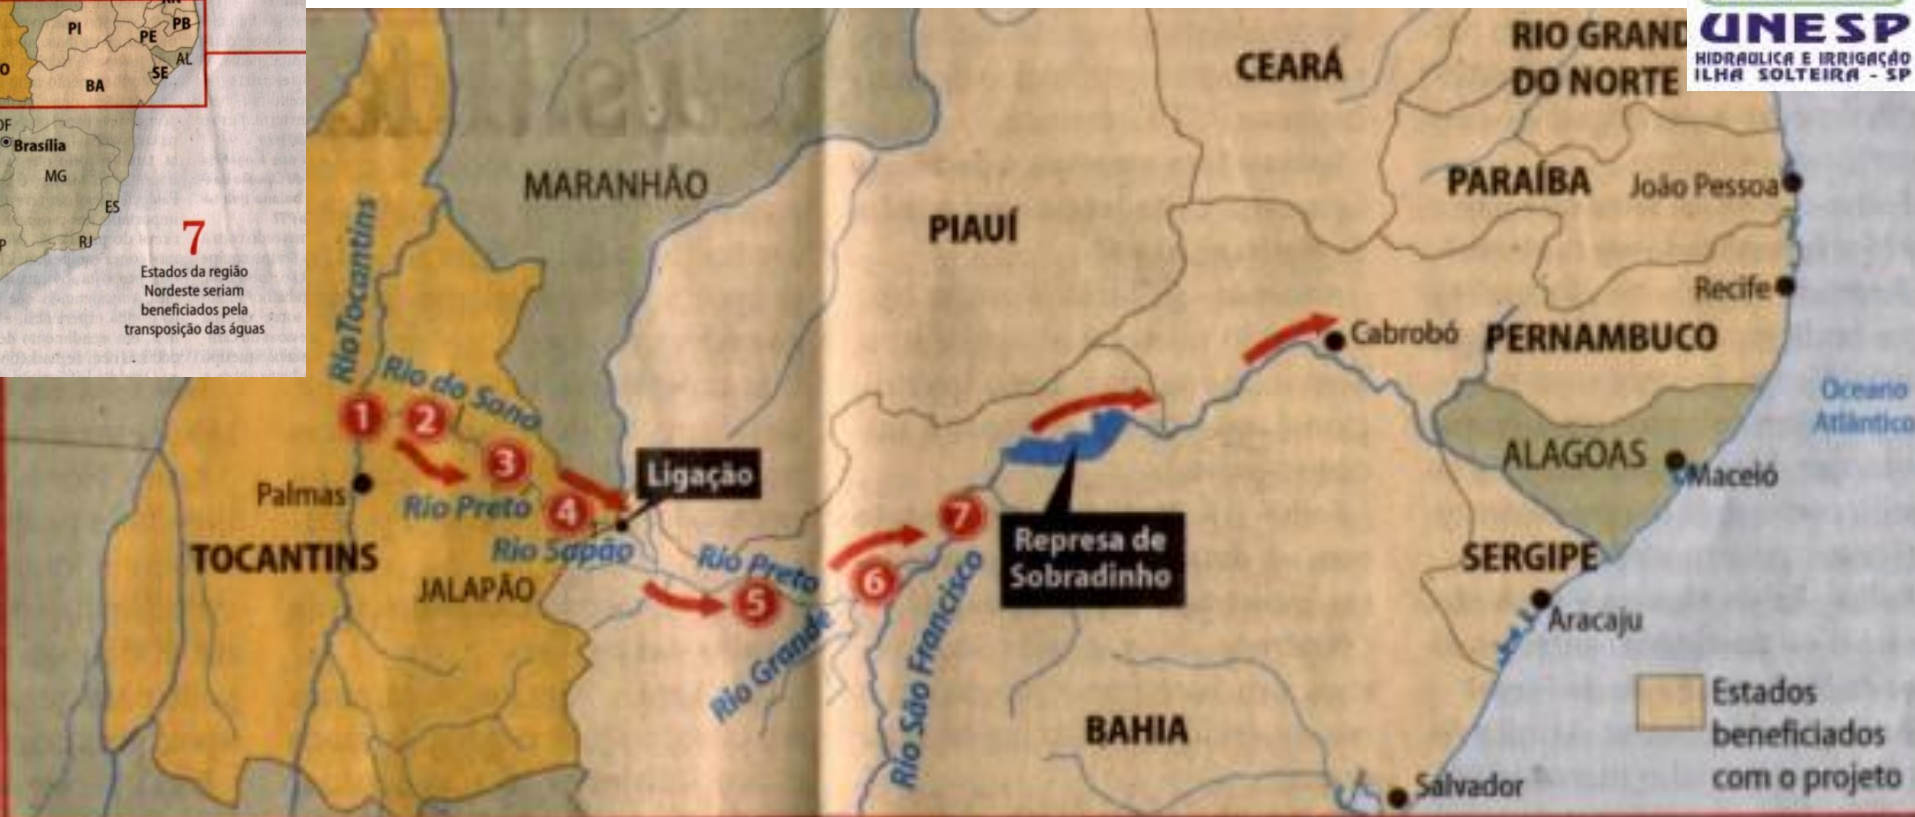 RN
PI
PB
PE
AL
SE
O
BA
DF
Brasília
MG
ES
P
RJ
7
Estados da região
Nordeste seriam
beneficiados pela
transposição das águas
UNESP
HIDRÁULICA E IRRIGAÇÃO
ILHA SOLTEIRA - SP
CEARÁ
RIO GRAND
DO NORTE
MARANHÃO
PIAUÍ
PARAÍBA
João Pessoa
Recife
Rio Tocantins
Rio do Sono
Cabrobó
PERNAMBUCO
Oceano
Atlântico
1
2
3
4
Ligação
Palmas
Rio Preto
ALAGOAS
Maceió
TOCANTINS
Rio Sapão
JALAPÃO
Rio Preto
5
6
7
Represa de
Sobradinho
Rio Grande
Rio São Francisco
SERGIPE
Aracaju
BAHIA
Salvador
Estados
beneficiados
com o projeto